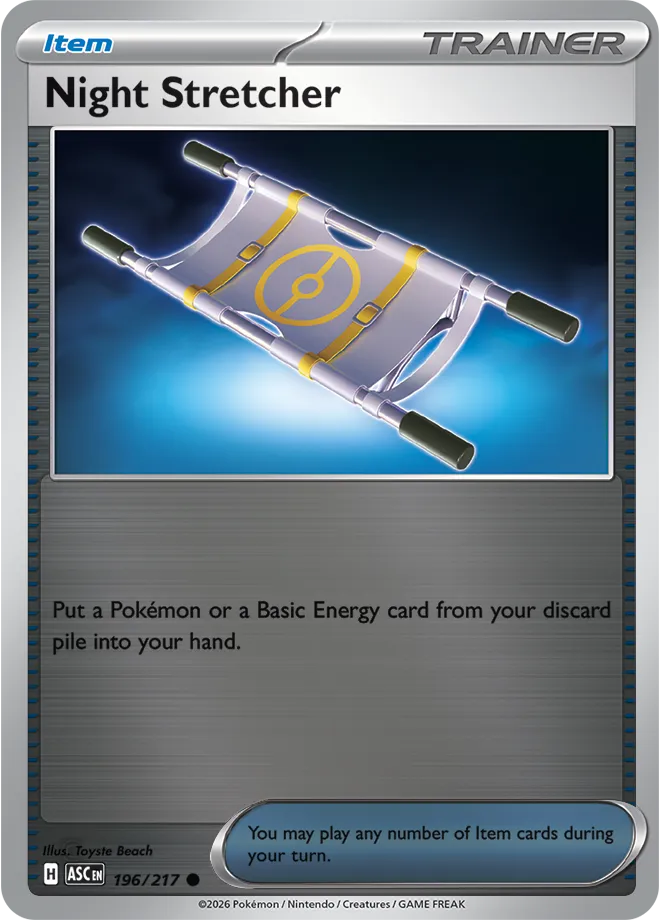 Item
TRAINER
Night Stretcher
Put a Pokémon or a Basic Energy card from your discard
pile into your hand.
You may play any number of Item cards during
your turn.
Illus. Toyste Beach
H ASC EN 196/217 ●
©2026 Pokémon / Nintendo / Creatures / GAME FREAK